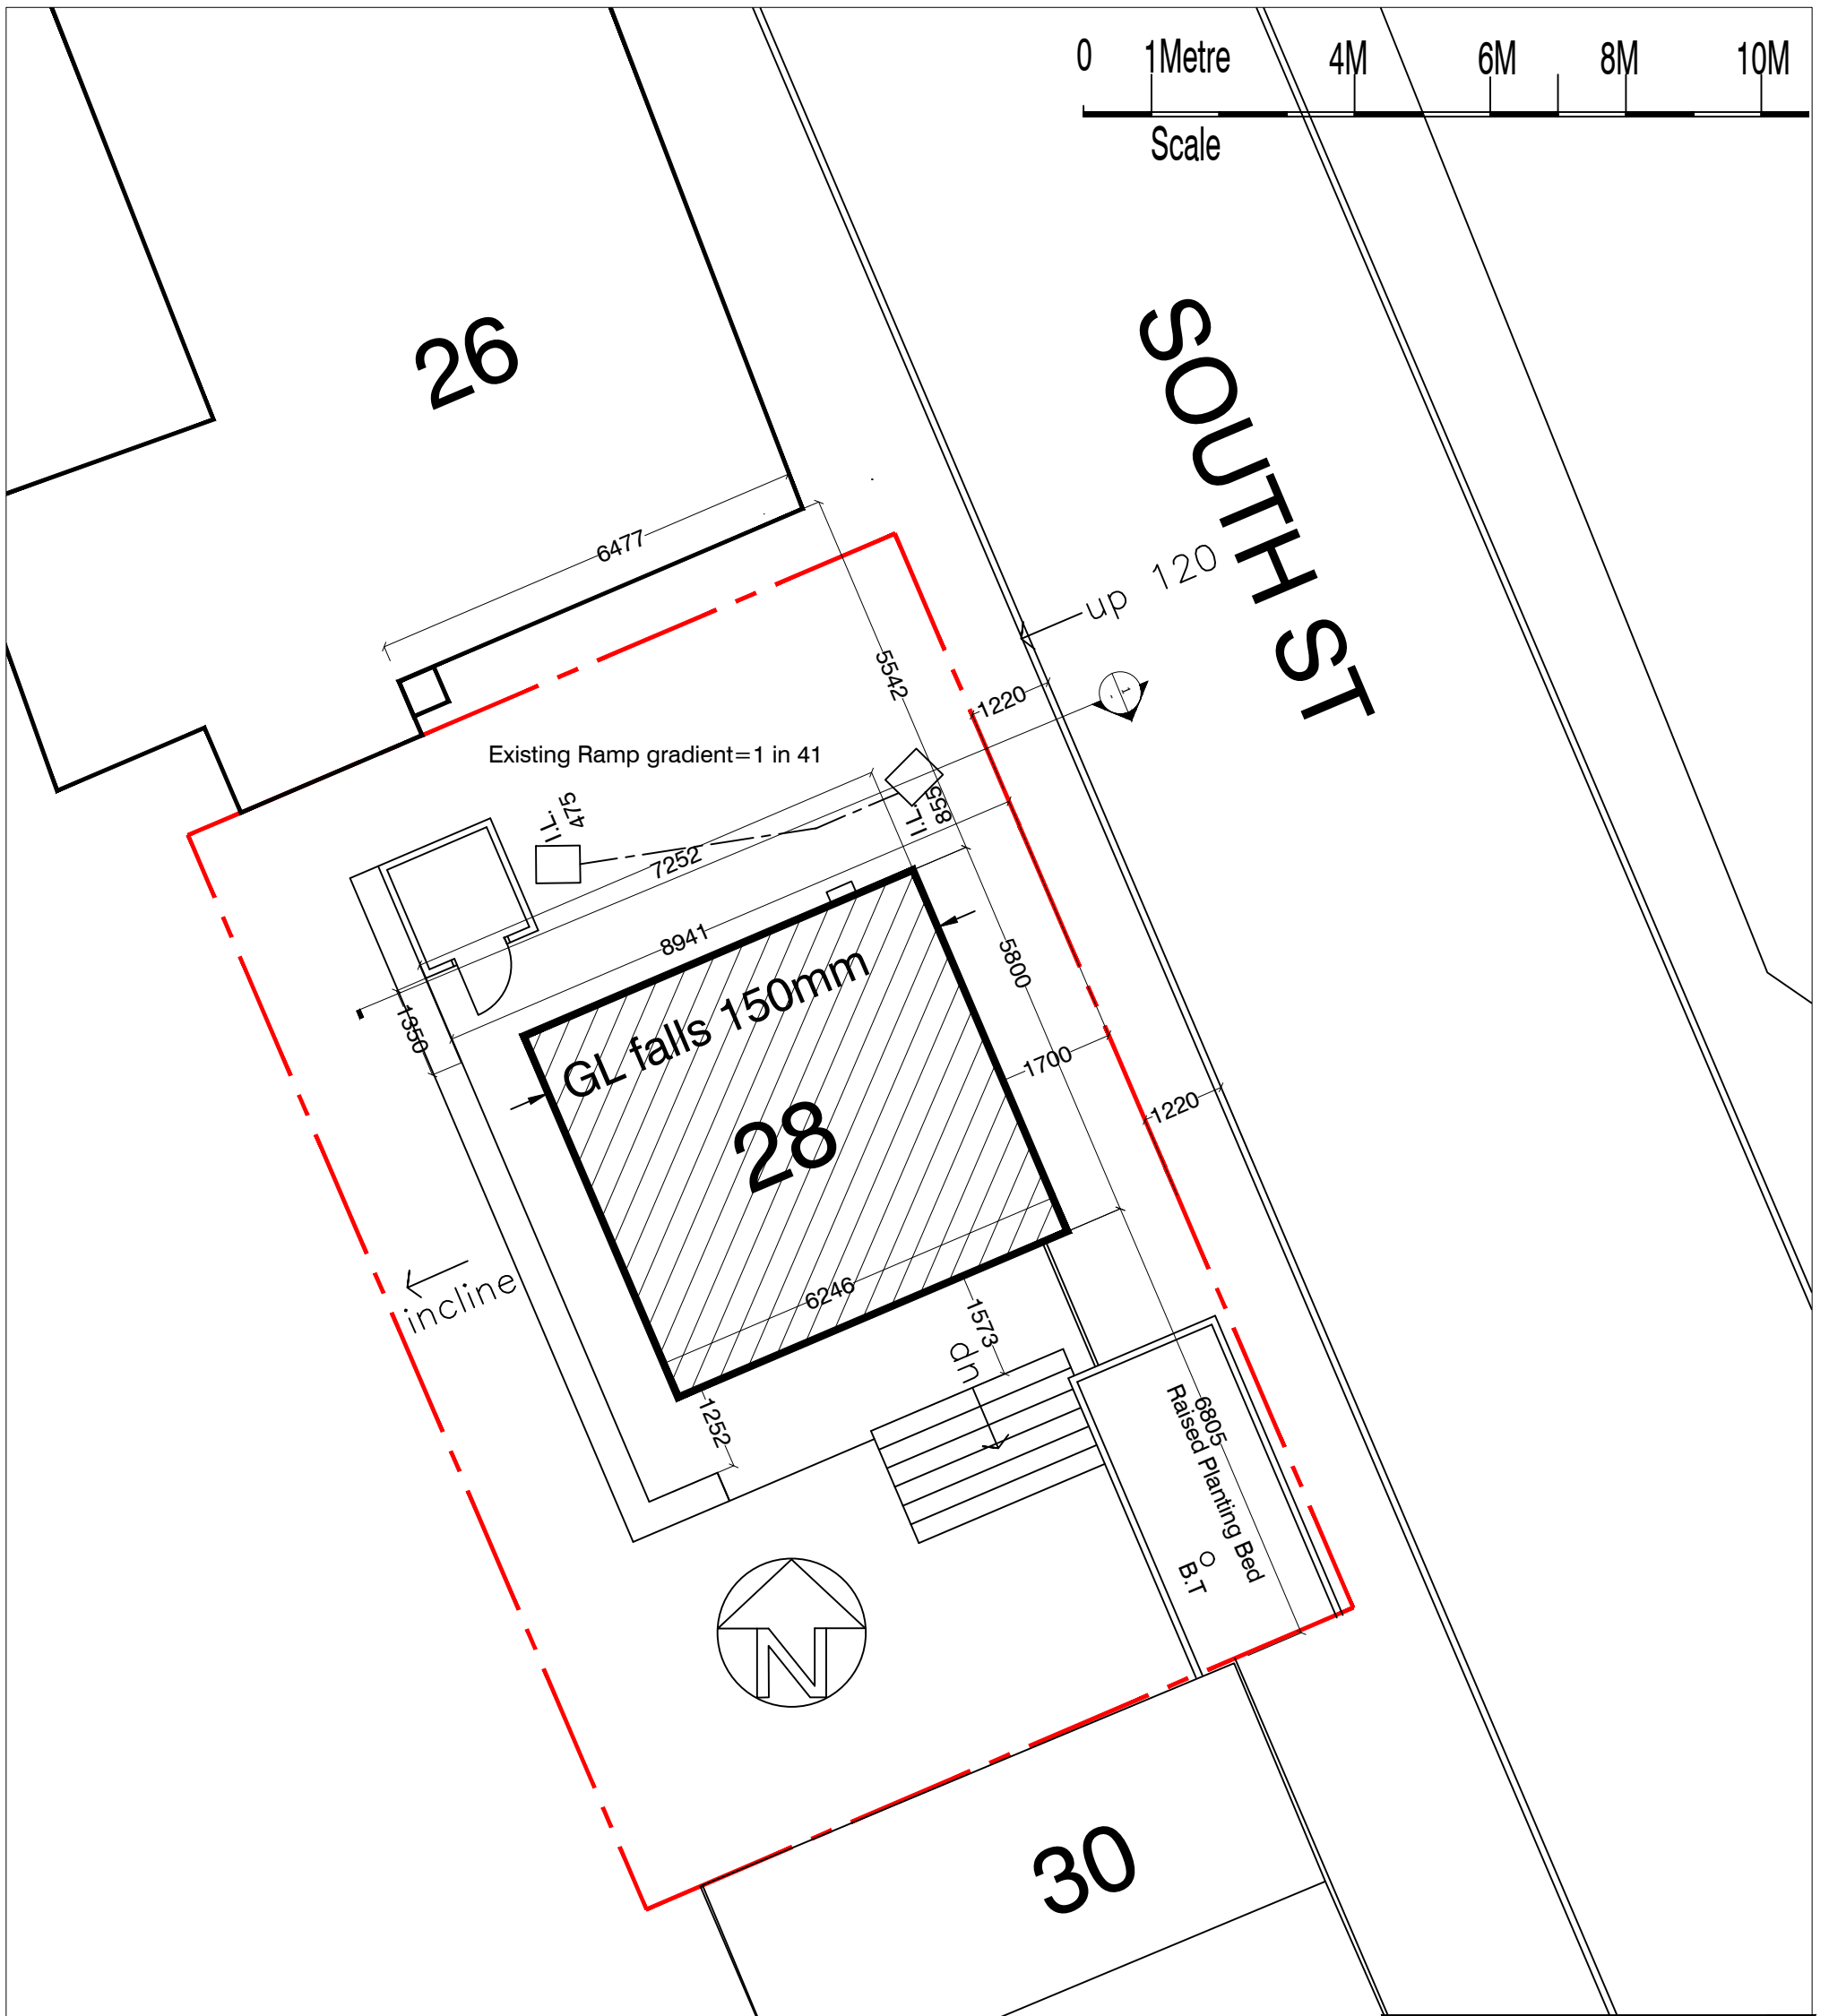 0 1Metre 4M 6M 8M 10M
Scale
26
SOUTH ST
6477
up 120
5542
1220
1
-
Existing Ramp gradient=1 in 41
I.L.
475
I.L.
855
7252
8941
5800
GL falls 150mm
1350
1700
1220
28
incline
6246
1573
dn
1252
6805
Raised Planting Bed
B.T
N
30